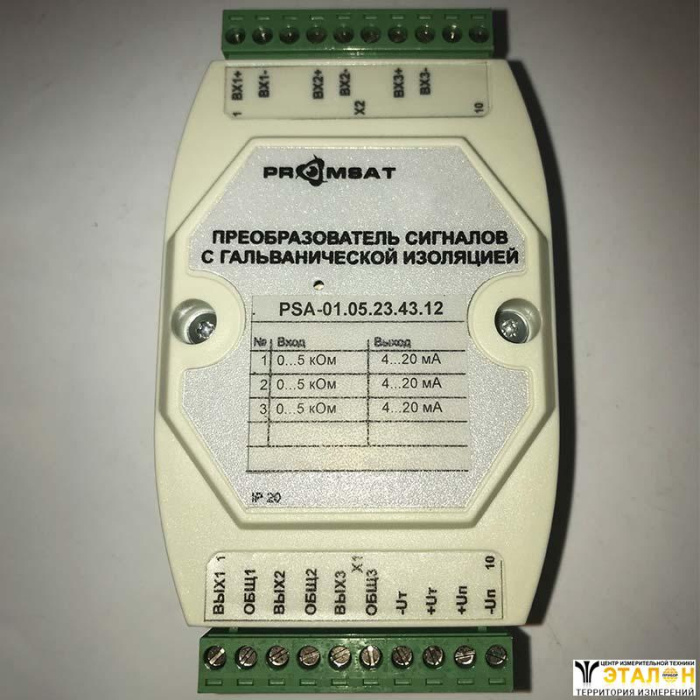 ВХ1+ ВХ1- ВХ2+ ВХ2- ВХ3+ ВХ3-
1 X2 10
PROMSAT
ПРЕОБРАЗОВАТЕЛЬ СИГНАЛОВ
С ГАЛЬВАНИЧЕСКОЙ ИЗОЛЯЦИЕЙ
PSA-01.05.23.43.12
№ Вход Выход
1 0...5 кОм 4...20 мА
2 0...5 кОм 4...20 мА
3 0...5 кОм 4...20 мА
IP 20
1 X1 10
ВЫХ1 ОБЩ1 ВЫХ2 ОБЩ2 ВЫХ3 ОБЩ3 -Uт +Uт +Uп -Uп
ЦЕНТР ИЗМЕРИТЕЛЬНОЙ ТЕХНИКИ
ЭТАЛОН
ТЕРРИТОРИЯ ИЗМЕРЕНИЙ